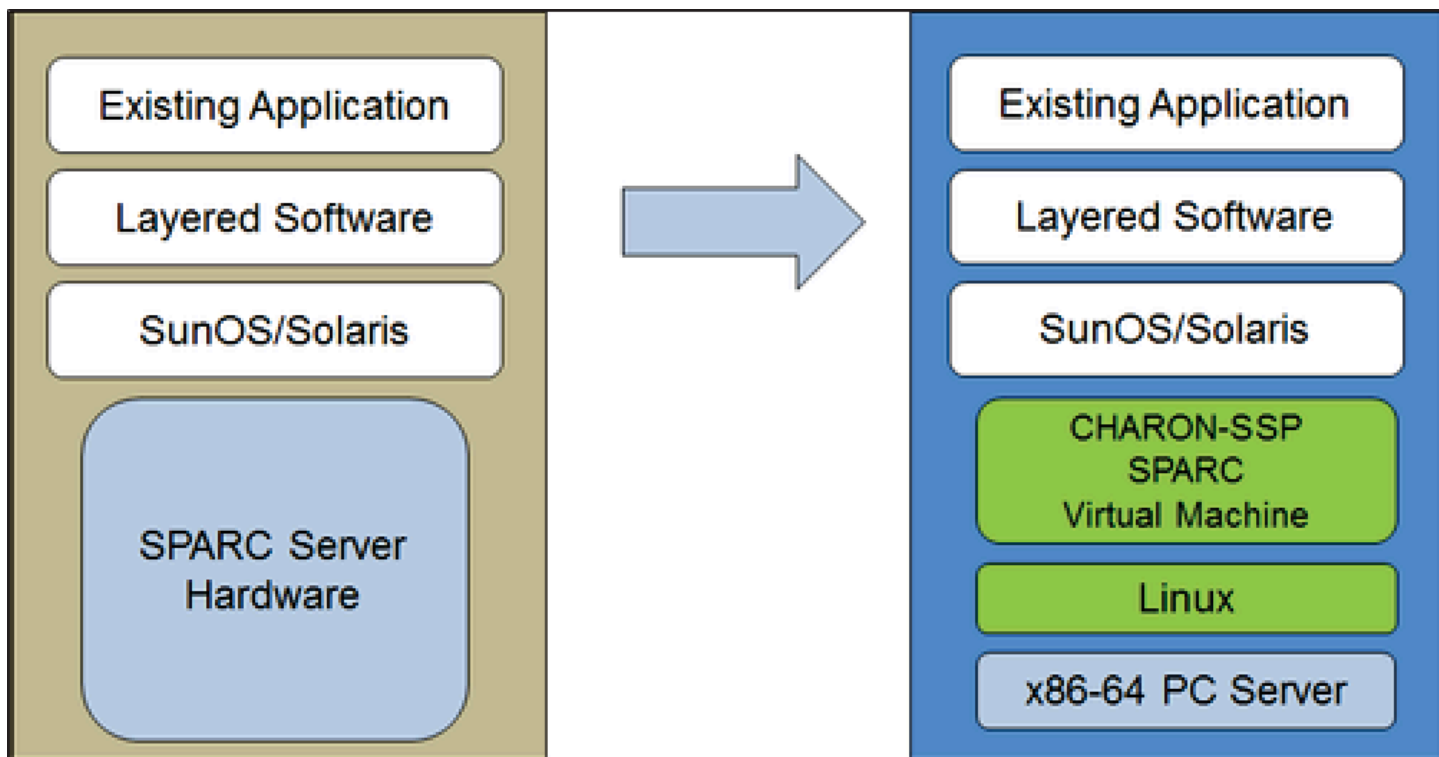 Existing Application
Layered Software
SunOS/Solaris
SPARC Server
Hardware
Existing Application
Layered Software
SunOS/Solaris
CHARON-SSP
SPARC
Virtual Machine
Linux
x86-64 PC Server